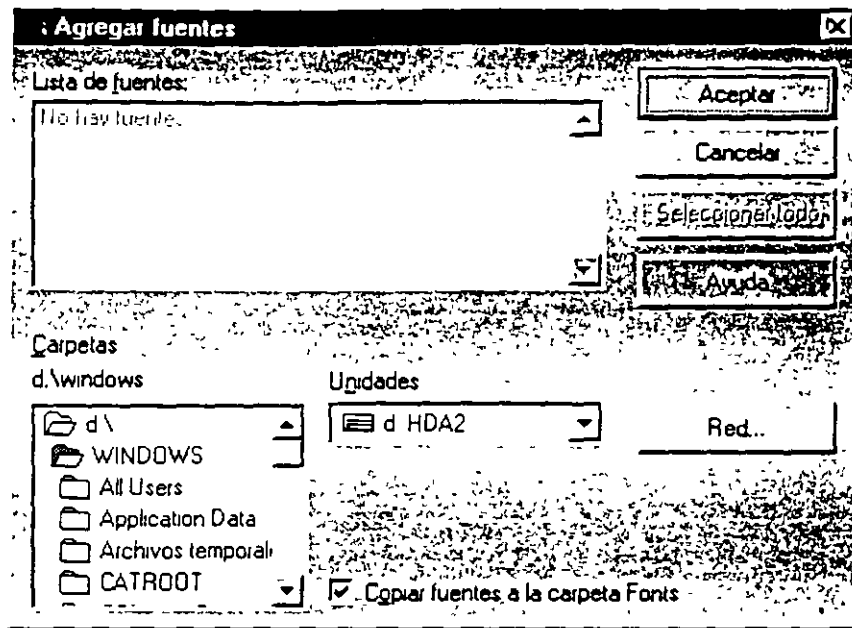 Agregar fuentes
Lista de fuentes:
No hay fuente.
Aceptar
Cancelar
Seleccionar todo
Ayuda
Carpetas
d:\windows
Unidades
d \
WINDOWS
All Users
Application Data
Archivos temporal
CATROOT
d HDA2
Red...
Copiar fuentes a la carpeta Fonts